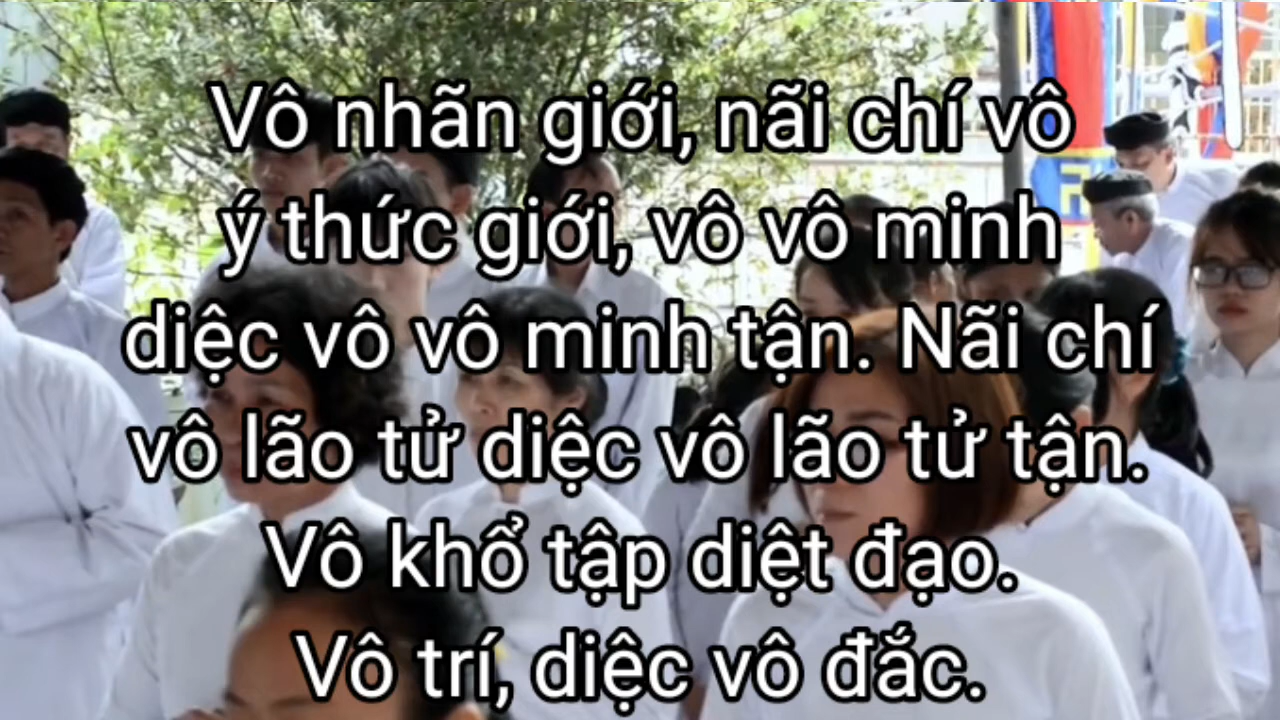 Vô nhãn giới, nãi chí vô
ý thức giới, vô vô minh
diệc vô vô minh tận. Nãi chí
vô lão tử diệc vô lão tử tận.
Vô khổ tập diệt đạo.
Vô trí, diệc vô đắc.